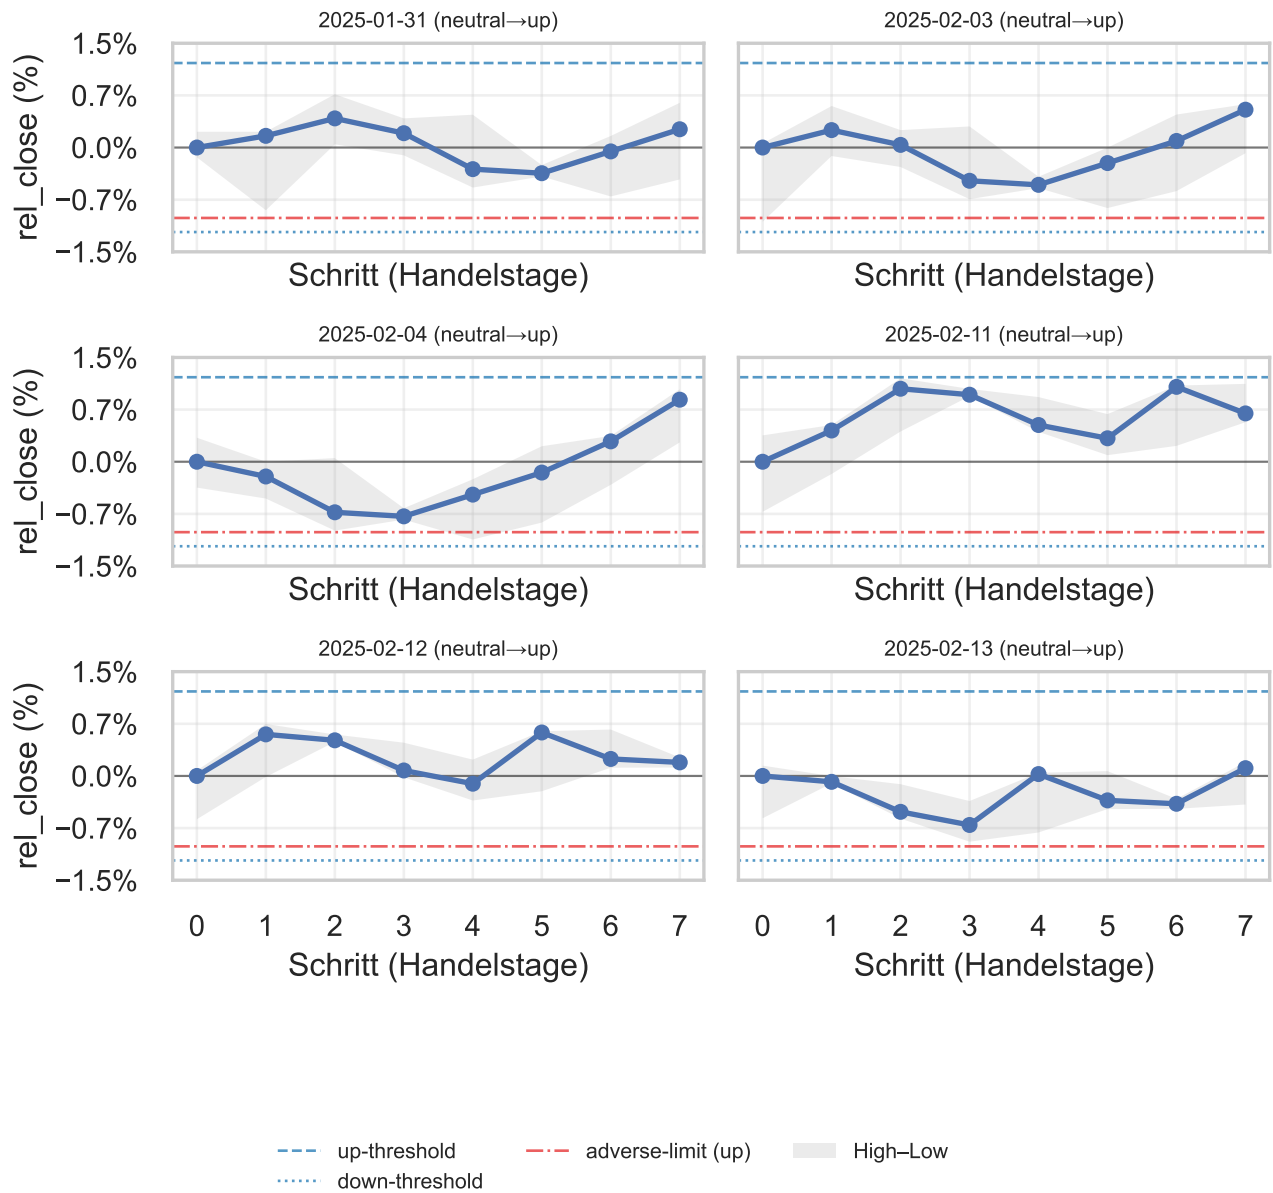 2025-01-31 (neutral→up)
2025-02-03 (neutral→up)
1.5%
0.7%
0.0%
−0.7%
−1.5%
rel_close (%)
Schritt (Handelstage)
Schritt (Handelstage)
2025-02-04 (neutral→up)
2025-02-11 (neutral→up)
1.5%
0.7%
0.0%
−0.7%
−1.5%
rel_close (%)
Schritt (Handelstage)
Schritt (Handelstage)
2025-02-12 (neutral→up)
2025-02-13 (neutral→up)
1.5%
0.7%
0.0%
−0.7%
−1.5%
rel_close (%)
0 1 2 3 4 5 6 7
0 1 2 3 4 5 6 7
Schritt (Handelstage)
Schritt (Handelstage)
up-threshold
down-threshold
adverse-limit (up)
High–Low